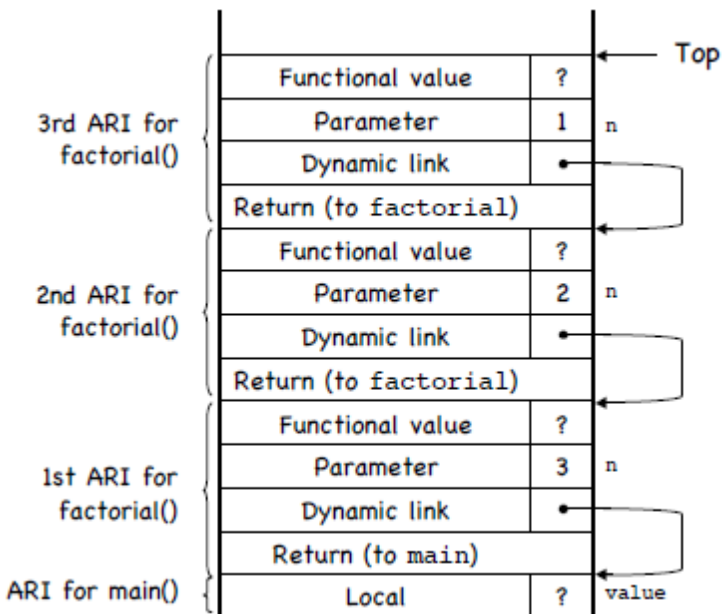 Top
Functional value ?
3rd ARI for
factorial()
Parameter 1 n
Dynamic link
Return (to factorial)
Functional value ?
2nd ARI for
factorial()
Parameter 2 n
Dynamic link
Return (to factorial)
Functional value ?
1st ARI for
factorial()
Parameter 3 n
Dynamic link
Return (to main)
ARI for main()
Local ? value